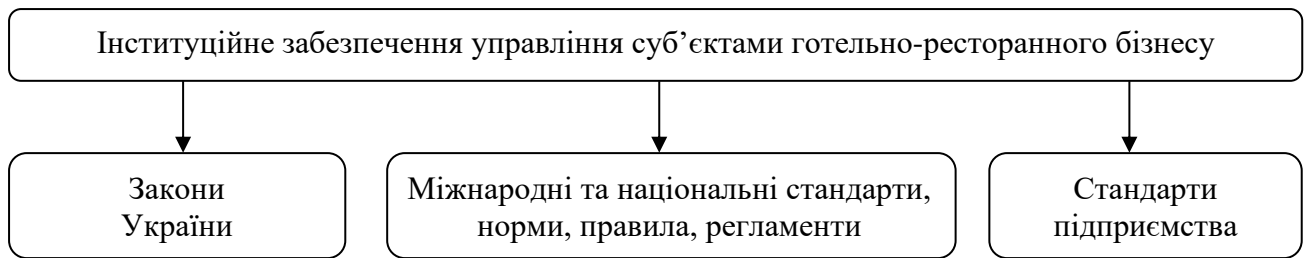 Інституційне забезпечення управління суб’єктами готельно-ресторанного бізнесу
Закони
України
Міжнародні та національні стандарти,
норми, правила, регламенти
Стандарти
підприємства